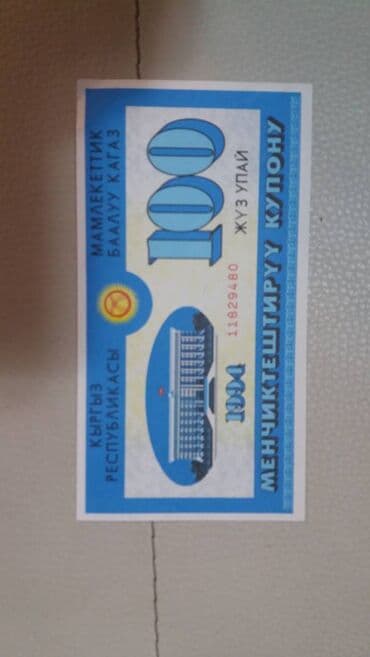 КЫРГЫЗ
РЕСПУБЛИКАСЫ
МАМЛЕКЕТТИК
БААЛУУ КАГАЗ
100
ЖҮЗ УПАЙ
11829480
1994
МЕНЧИКТЕШТИРҮҮ КУПОНУ